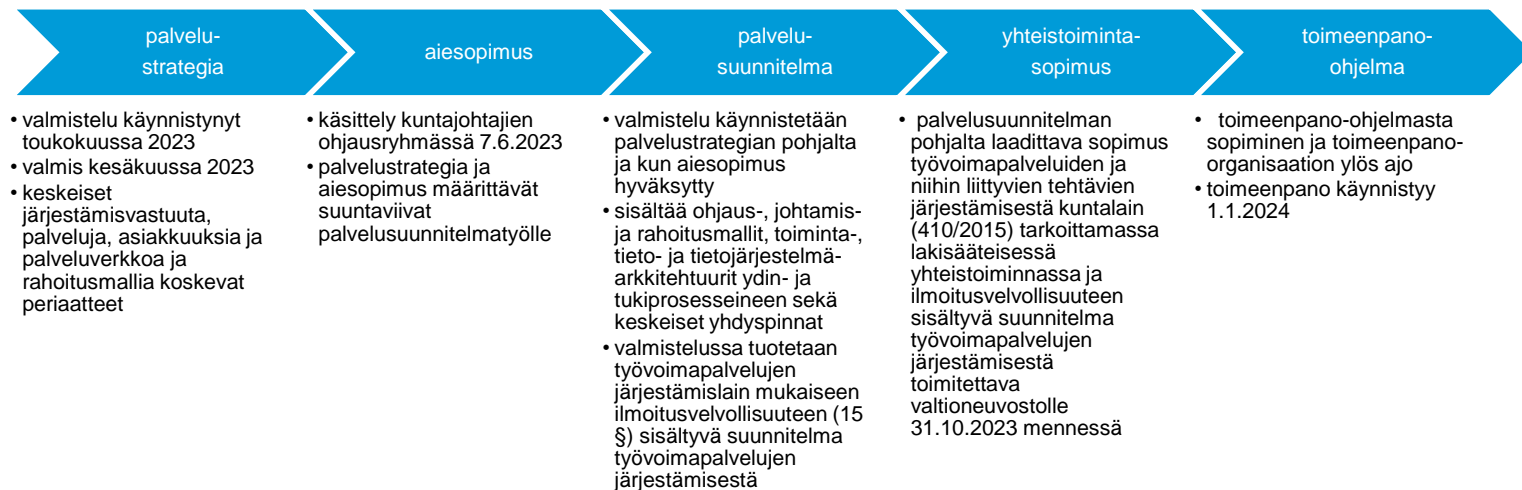 palvelu-
strategia
aiesopimus
palvelu-
suunnitelma
yhteistoiminta-
sopimus
toimeenpano-
ohjelma
• valmistelu käynnistynyt
toukokuussa 2023
• valmis kesäkuussa 2023
• keskeiset
järjestämisvastuuta,
palveluja, asiakkuuksia ja
palveluverkkoa ja
rahoitusmallia koskevat
periaatteet
• käsittely kuntajohtajien
ohjausryhmässä 7.6.2023
• palvelustrategia ja
aiesopimus määrittävät
suuntaviivat
palvelusuunnitelmatyölle
• valmistelu käynnistetään
palvelustrategian pohjalta
ja kun aiesopimus
hyväksytty
• sisältää ohjaus-, johtamis-
ja rahoitusmallit, toiminta-,
tieto- ja tietojärjestelmä-
arkkitehtuurit ydin- ja
tukiprosesseineen sekä
keskeiset yhdyspinnat
• valmistelussa tuotetaan
työvoimapalvelujen
järjestämislain mukaiseen
ilmoitusvelvollisuuteen (15
§) sisältyvä suunnitelma
työvoimapalvelujen
järjestämisestä
• palvelusuunnitelman
pohjalta laadittava sopimus
työvoimapalveluiden ja
niihin liittyvien tehtävien
järjestämisestä kuntalain
(410/2015) tarkoittamassa
lakisääteisessä
yhteistoiminnassa ja
ilmoitusvelvollisuuteen
sisältyvä suunnitelma
työvoimapalvelujen
järjestämisestä
toimitettava
valtioneuvostolle
31.10.2023 mennessä
• toimeenpano-ohjelmasta
sopiminen ja toimeenpano-
organisaation ylös ajo
• toimeenpano käynnistyy
1.1.2024